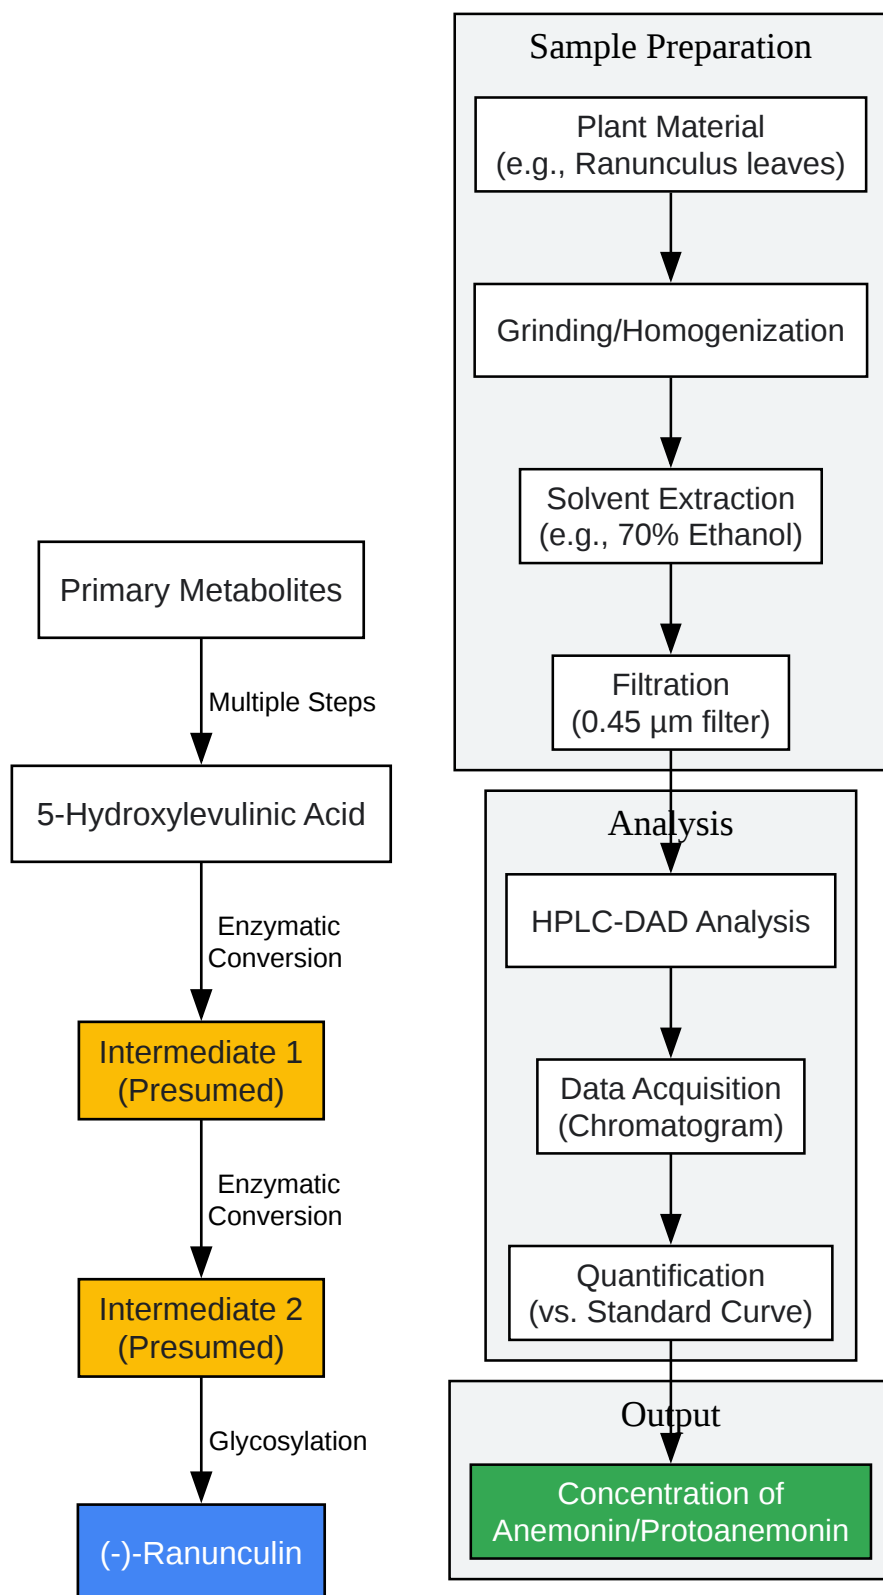 Primary Metabolites
Multiple Steps
5-Hydroxylevulinic Acid
Enzymatic
Conversion
Intermediate 1
(Presumed)
Enzymatic
Conversion
Intermediate 2
(Presumed)
Glycosylation
(-)-Ranunculin
Sample Preparation
Plant Material
(e.g., Ranunculus leaves)
Grinding/Homogenization
Solvent Extraction
(e.g., 70% Ethanol)
Filtration
(0.45 µm filter)
Analysis
HPLC-DAD Analysis
Data Acquisition
(Chromatogram)
Quantification
(vs. Standard Curve)
Output
Concentration of
Anemonin/Protoanemonin